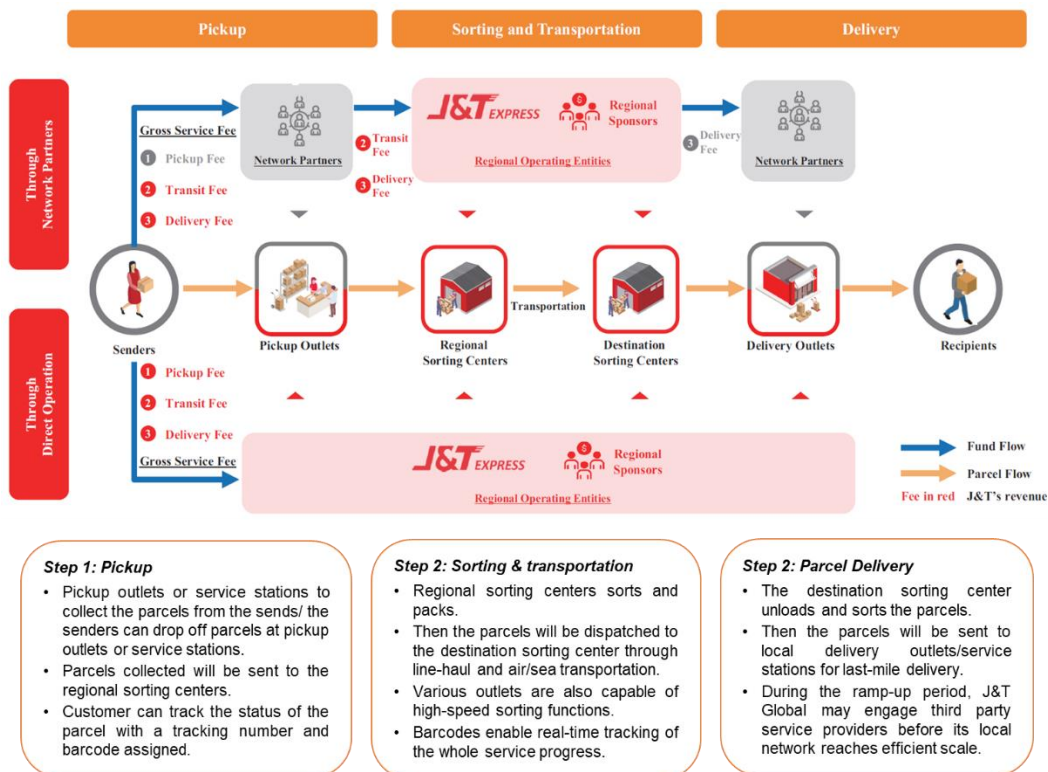 Pickup
Sorting and Transportation
Delivery
Through
Network Partners
Gross Service Fee
1 Pickup Fee
2 Transit Fee
3 Delivery Fee
Network Partners
2 Transit
Fee
3 Delivery
Fee
J&T EXPRESS
Regional
Sponsors
Regional Operating Entities
3 Delivery
Fee
Network Partners
Senders
Pickup Outlets
Regional
Sorting Centers
Transportation
Destination
Sorting Centers
Delivery Outlets
Recipients
Through
Direct Operation
1 Pickup Fee
2 Transit Fee
3 Delivery Fee
Gross Service Fee
J&T EXPRESS
Regional
Sponsors
Regional Operating Entities
Fund Flow
Parcel Flow
Fee in red J&T's revenue
Step 1: Pickup
• Pickup outlets or service stations to
collect the parcels from the sends/ the
senders can drop off parcels at pickup
outlets or service stations.
• Parcels collected will be sent to the
regional sorting centers.
• Customer can track the status of the
parcel with a tracking number and
barcode assigned.
Step 2: Sorting & transportation
• Regional sorting centers sorts and
packs.
• Then the parcels will be dispatched to
the destination sorting center through
line-haul and air/sea transportation.
• Various outlets are also capable of
high-speed sorting functions.
• Barcodes enable real-time tracking of
the whole service progress.
Step 2: Parcel Delivery
• The destination sorting center
unloads and sorts the parcels.
• Then the parcels will be sent to
local delivery outlets/service
stations for last-mile delivery.
• During the ramp-up period, J&T
Global may engage third party
service providers before its local
network reaches efficient scale.